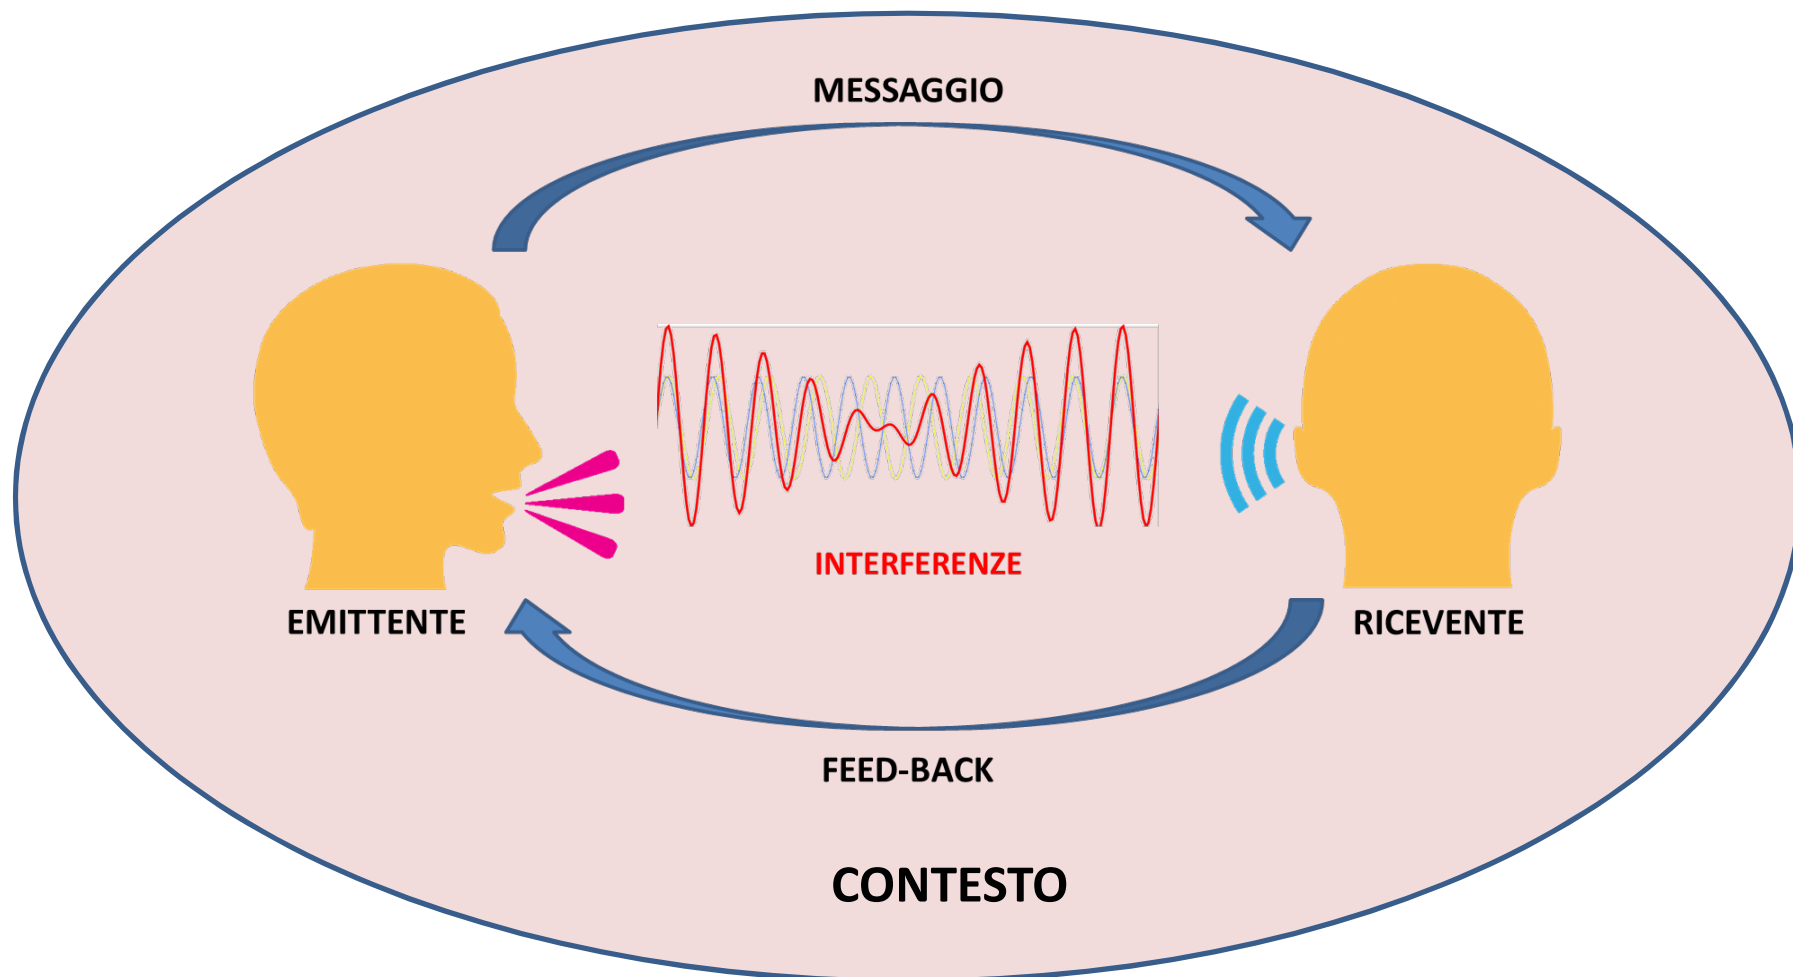 MESSAGGIO
INTERFERENZE
EMITTENTE
RICEVENTE
FEED-BACK
CONTESTO